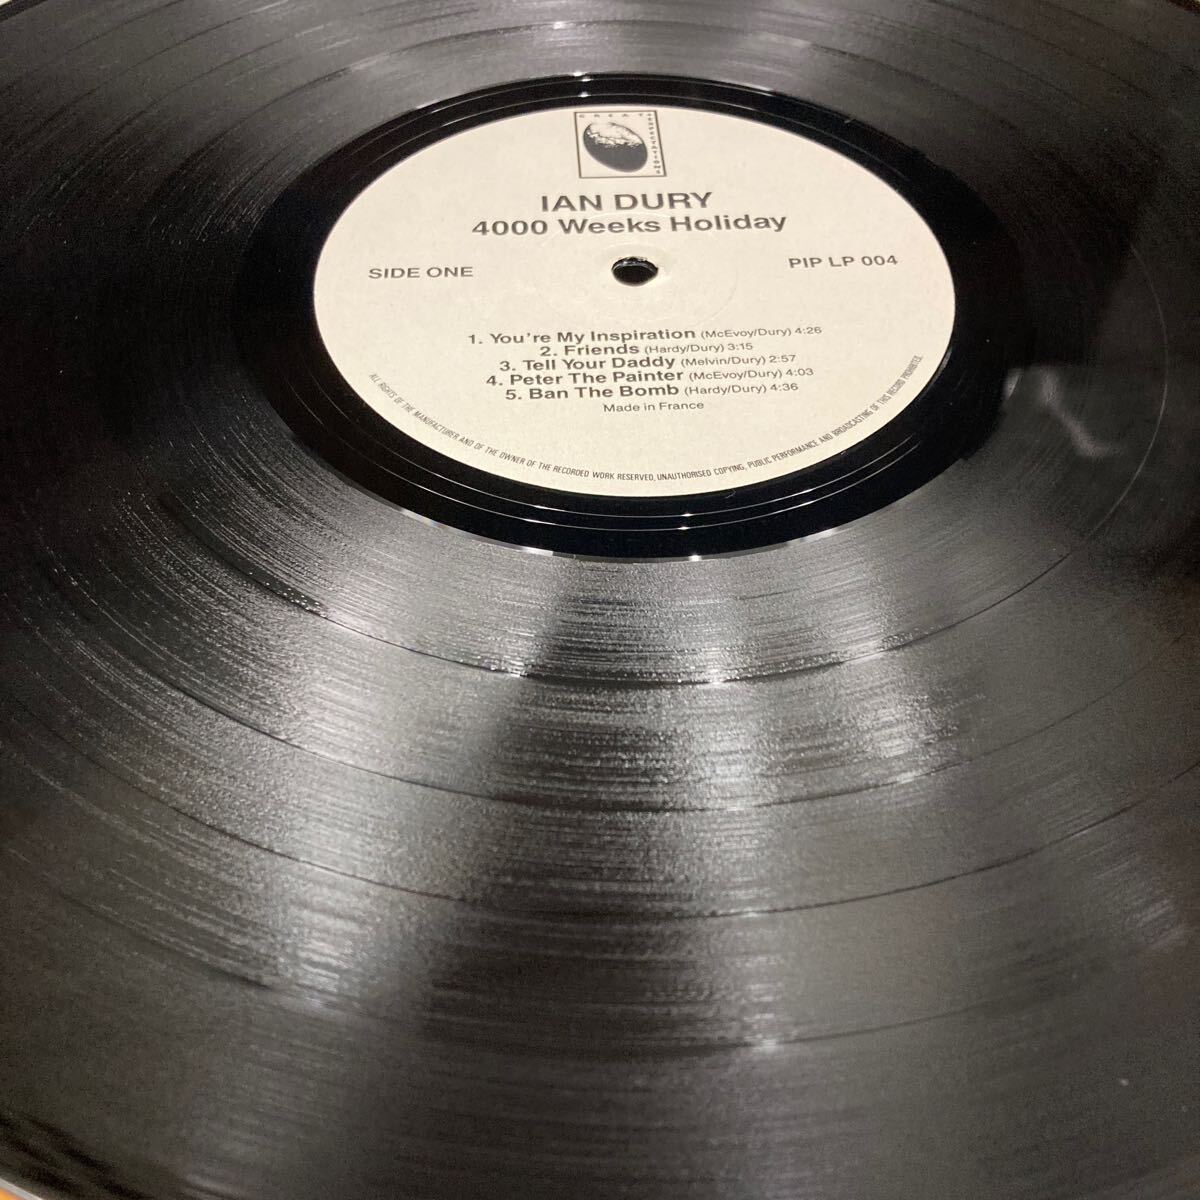 GREAT
EXPECTATIONS
IAN DURY
4000 Weeks Holiday
SIDE ONE
PIP LP 004
1. You're My Inspiration (McEvoy/Dury) 4:26
2. Friends (Hardy/Dury) 3:15
3. Tell Your Daddy (Melvin/Dury) 2:57
4. Peter The Painter (McEvoy/Dury) 4:03
5. Ban The Bomb (Hardy/Dury) 4:36
Made in France
ALL RIGHTS OF THE MANUFACTURER AND OF THE OWNER OF THE RECORDED WORK RESERVED, UNAUTHORISED COPYING, PUBLIC PERFORMANCE AND BROADCASTING OF THIS RECORD PROHIBITED.